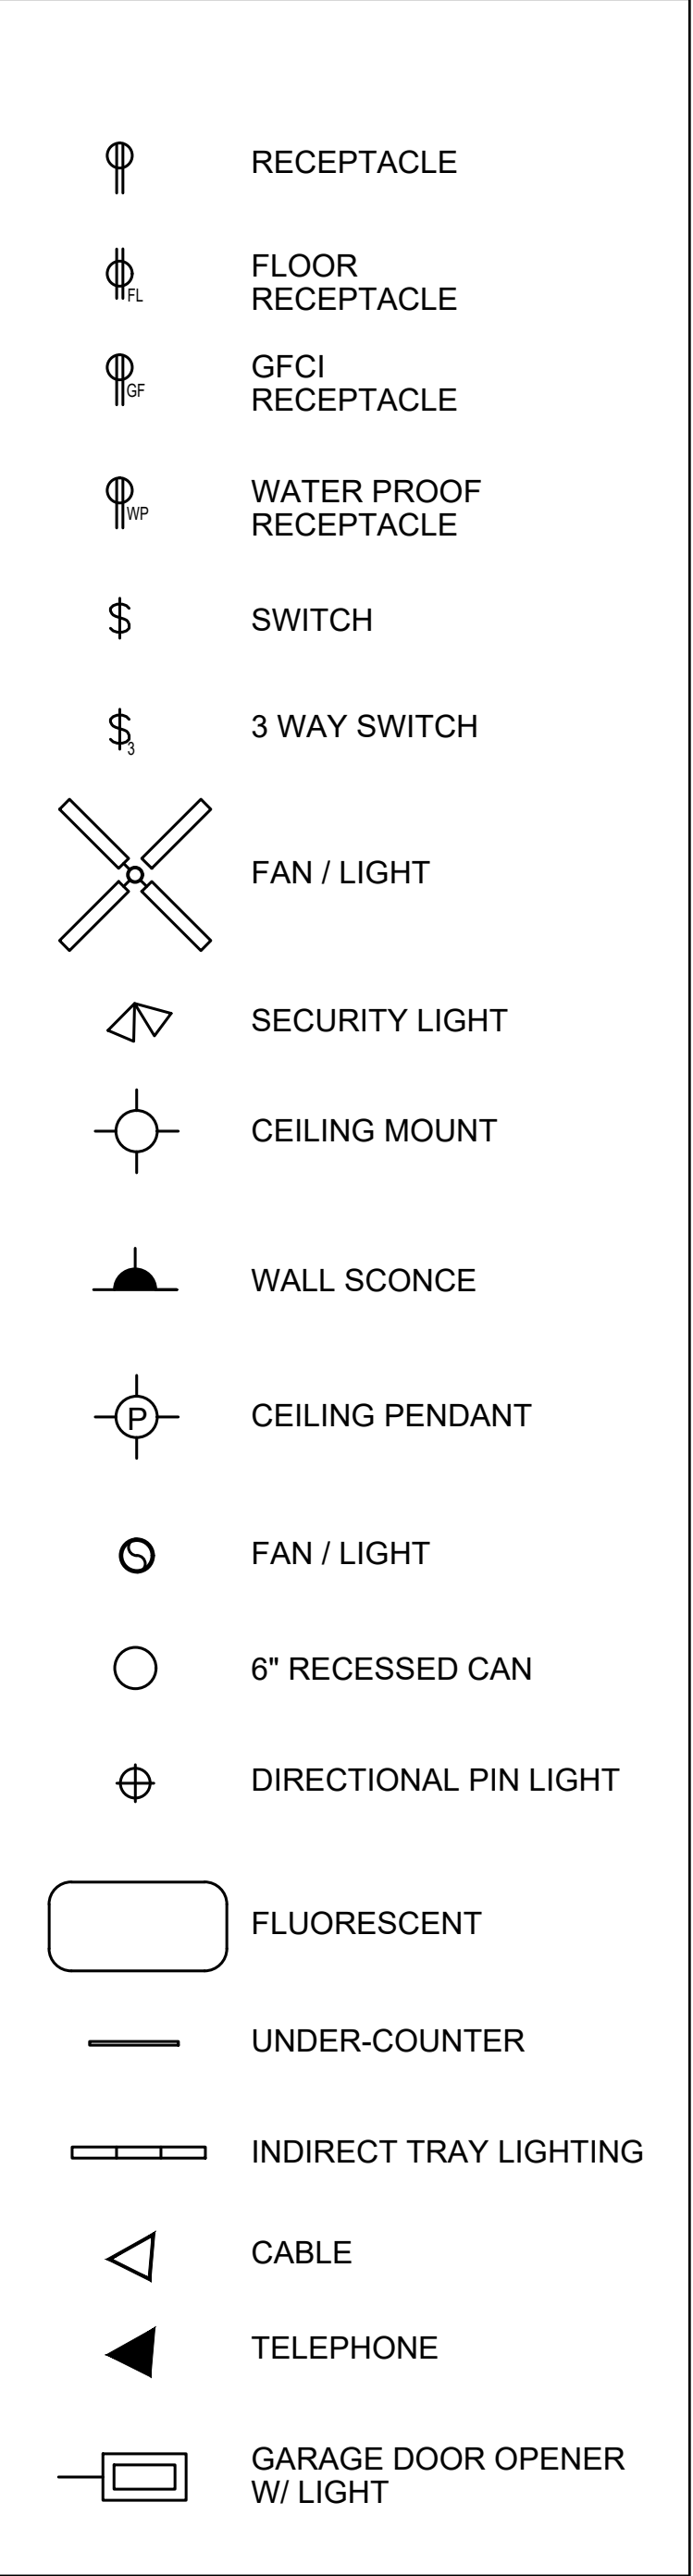 RECEPTACLE
FL
FLOOR
RECEPTACLE
GF
GFCI
RECEPTACLE
WP
WATER PROOF
RECEPTACLE
$ SWITCH
$3 3 WAY SWITCH
FAN / LIGHT
SECURITY LIGHT
CEILING MOUNT
WALL SCONCE
P CEILING PENDANT
FAN / LIGHT
6" RECESSED CAN
DIRECTIONAL PIN LIGHT
FLUORESCENT
UNDER-COUNTER
INDIRECT TRAY LIGHTING
CABLE
TELEPHONE
GARAGE DOOR OPENER
W/ LIGHT